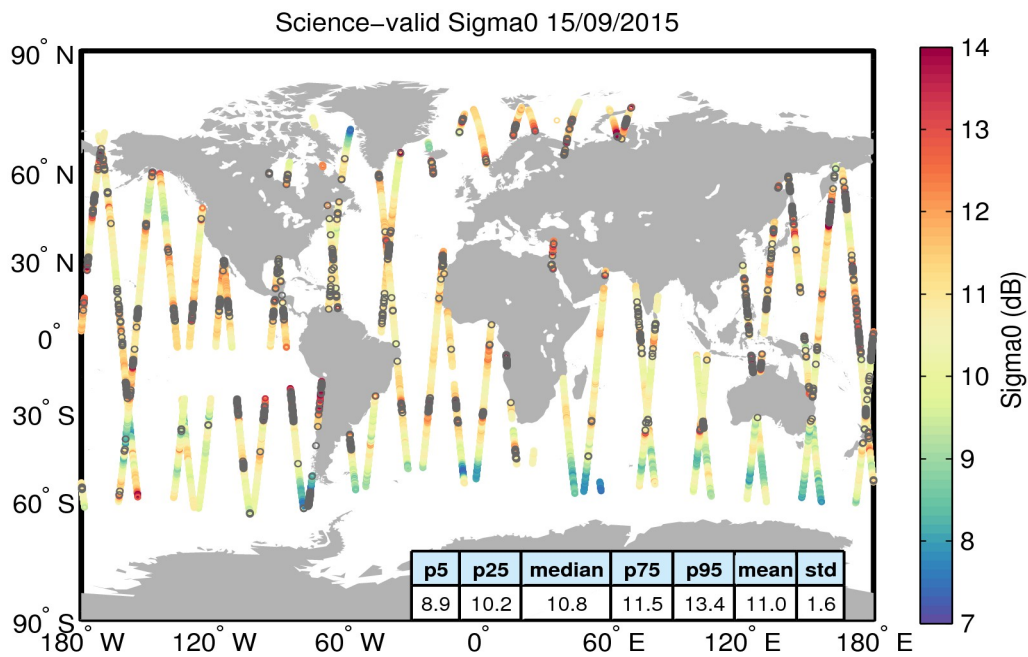 Science−valid Sigma0 15/09/2015
90° N
60° N
30° N
0°
30° S
60° S
90° S
180° W
120° W
60° W
0°
60° E
120° E
180° E
p5 p25 median p75 p95 mean std
8.9 10.2 10.8 11.5 13.4 11.0 1.6
14
13
12
11
10
9
8
7
Sigma0 (dB)